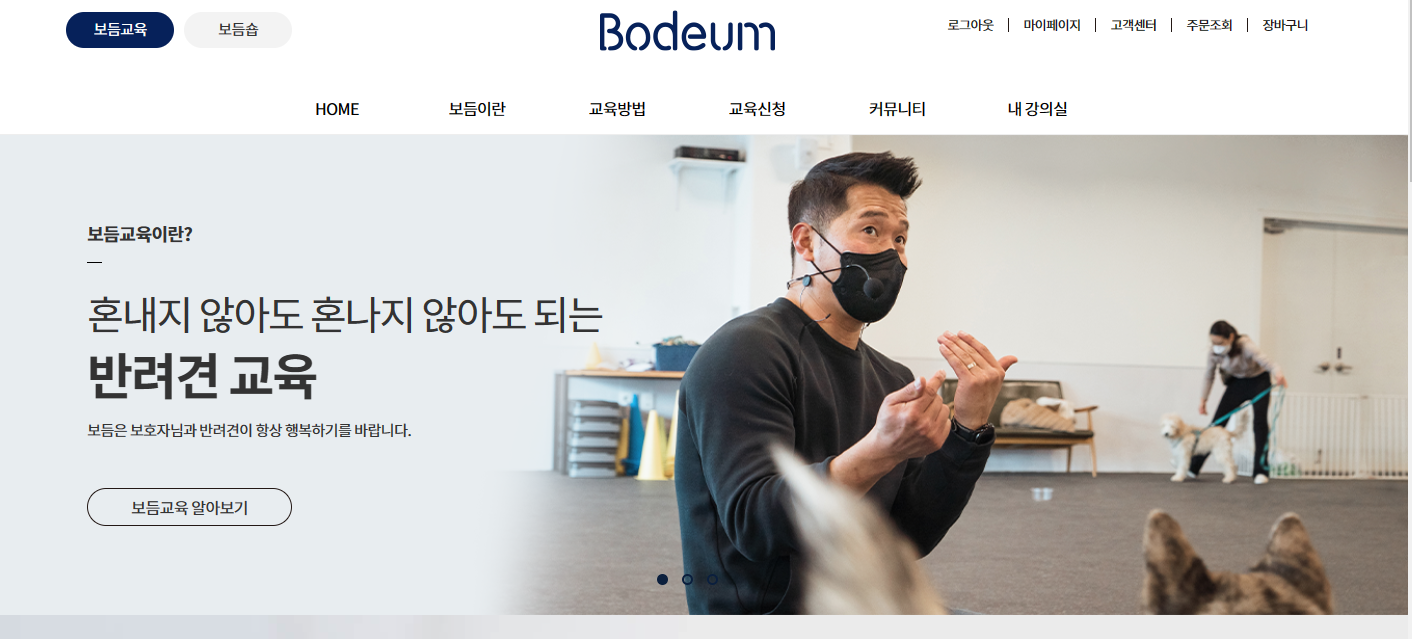 보듬교육
보듬숍
Bodeum
로그아웃
마이페이지
고객센터
주문조회
장바구니
HOME
보듬이란
교육방법
교육신청
커뮤니티
내 강의실
보듬교육이란?
혼내지 않아도 혼나지 않아도 되는
반려견 교육
보듬은 보호자님과 반려견이 항상 행복하기를 바랍니다.
보듬교육 알아보기